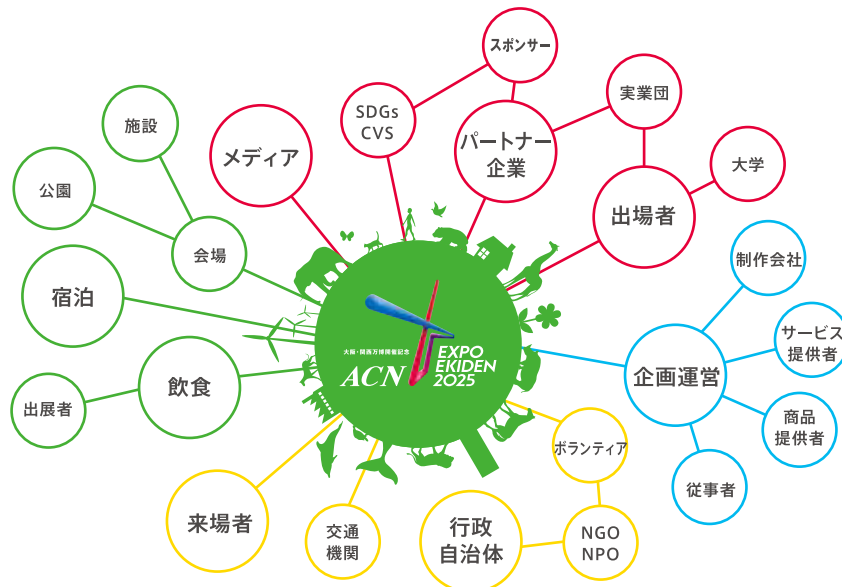 スポンサー
実業団
SDGs
CVS
施設
パートナー
企業
メディア
大学
公園
出場者
会場
制作会社
宿泊
サービス
提供者
大阪・関西万博開催記念
ACN
EXPO
EKIDEN
2025
企画運営
飲食
出展者
商品
提供者
ボランティア
従事者
来場者
交通
機関
行政
自治体
NGO
NPO